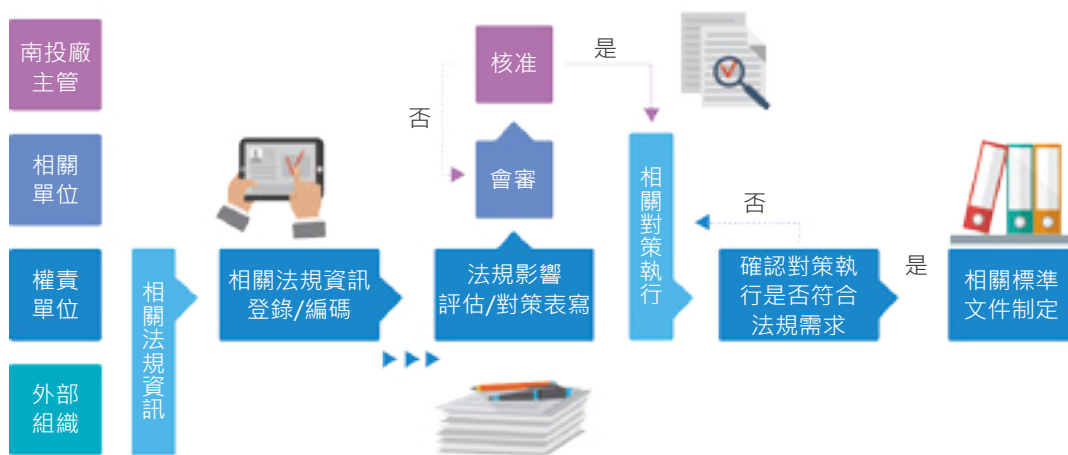 南投廠
主管
相關
單位
權責
單位
外部
組織
相關法規資訊
相關法規資訊
登錄/編碼
法規影響
評估/對策表寫
會審
核准
是
否
相關對策執行
否
確認對策執
行是否符合
法規需求
是
相關標準
文件制定